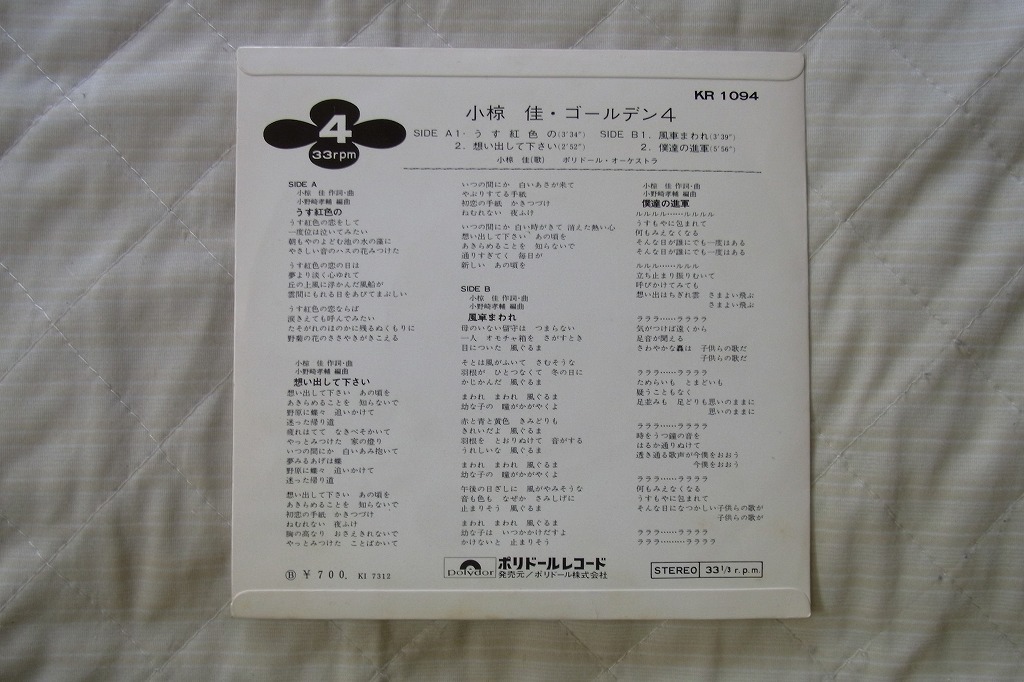 KR 1094
小椋 佳・ゴールデン4
4
33rpm
SIDE A 1. うす紅色の(3'34") SIDE B 1. 風車まわれ(3'39")
2. 想い出して下さい(2'52") 2. 僕達の進軍(5'56")
小椋 佳(歌) ポリドール・オーケストラ
SIDE A
小椋 佳 作詞・曲
小野崎孝輔 編曲
うす紅色の
うす紅色の恋をして
一度位は泣いてみたい
朝もやのよどむ池の水の藻に
やさしい音のハスの花みつけた
うす紅色の恋の日は
夢より淡く心ゆれて
丘の上風に浮かんだ風船が
雲間にもれる日をあびてまぶしい
うす紅色の恋ならば
涙きえても呼んでみたい
たそがれのほのかに残るぬくもりに
野菊の花のささやきがきこえる
小椋 佳 作詞・曲
小野崎孝輔 編曲
想い出して下さい
想い出して下さい あの頃を
あきらめることを 知らないで
野原に蝶々 追いかけて
迷った帰り道
疲れはてて なきべそかいて
やっとみつけた 家の燈り
いつの間にか 白いあみ抱いて
夢みるあげは蝶
野原に蝶々 追いかけて
迷った帰り道
想い出して下さい あの頃を
あきらめることを 知らないで
初恋の手紙 かきつづけ
ねむれない 夜ふけ
胸の高なり おさえきれないで
やっとみつけた ことばかいて
いつの間にか 白いあさが来て
やぶりすてる手紙
初恋の手紙 かきつづけ
ねむれない 夜ふけ
いつの間にか 白い時がきて 消えた熱い心
想い出して下さい あの頃を
あきらめることを 知らないで
通りすぎてく 毎日が
新しい あの頃を
SIDE B
小椋 佳 作詞・曲
小野崎孝輔 編曲
風車まわれ
母のいない留守は つまらない
一人 オモチャ箱を さがすとき
目についた 風ぐるま
そとは風がふいて さむそうな
羽根が ひとつなくて 冬の日に
かじかんだ 風ぐるま
まわれ まわれ 風ぐるま
幼な子の 瞳がかがやくよ
赤と青と黄色 きみどりも
きれいだよ 風ぐるま
羽根を とおりぬけて 音がする
うれしいな 風ぐるま
まわれ まわれ 風ぐるま
幼な子の 瞳がかがやくよ
午後の日ざしに 風がやみそうな
音も色も なぜか さみしげに
止まりそう 風ぐるま
まわれ まわれ 風ぐるま
幼な子は いつかかけだすよ
かけないと 止まりそう
小椋 佳 作詞・曲
小野崎孝輔 編曲
僕達の進軍
ルルルル……ルルルル
うすもやに包まれて
何もみえなくなる
そんな日が誰にでも一度はある
そんな日が誰にでも一度はある
ルルル……ルルル
立ち止まり振りむいて
呼びかけてみても
想い出はちぎれ雲 さまよい飛ぶ
さまよい飛ぶ
ラララ……ララララ
気がつけば遠くから
足音が聞える
さわやかな轟は 子供らの歌だ
子供らの歌だ
ラララ……ララララ
ためらいも とまどいも
疑うこともなく
足並みも 足どりも思いのままに
思いのままに
ラララ……ララララ
時をうつ鐘の音を
はるか通りぬけて
透き通る歌声が今僕をおおう
今僕をおおう
ラララ……ララララ
何もみえなくなる
うすもやに包まれて
そんな日になつかしい子供らの歌が
子供らの歌が
ラララ……ララララ
ラララ………ララララ
Ⓑ ￥700. KI 7312
polydor
ポリドールレコード
発売元／ポリドール株式会社
STEREO 33 1/3 r.p.m.